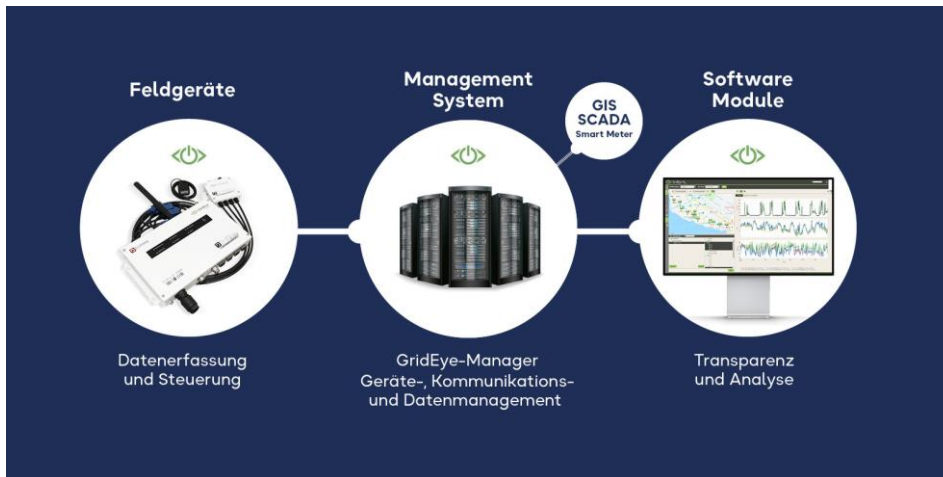 Feldgeräte
Datenerfassung
und Steuerung
Management
System
GIS
SCADA
Smart Meter
GridEye-Manager
Geräte-, Kommunikations-
und Datenmanagement
Software
Module
Transparenz
und Analyse